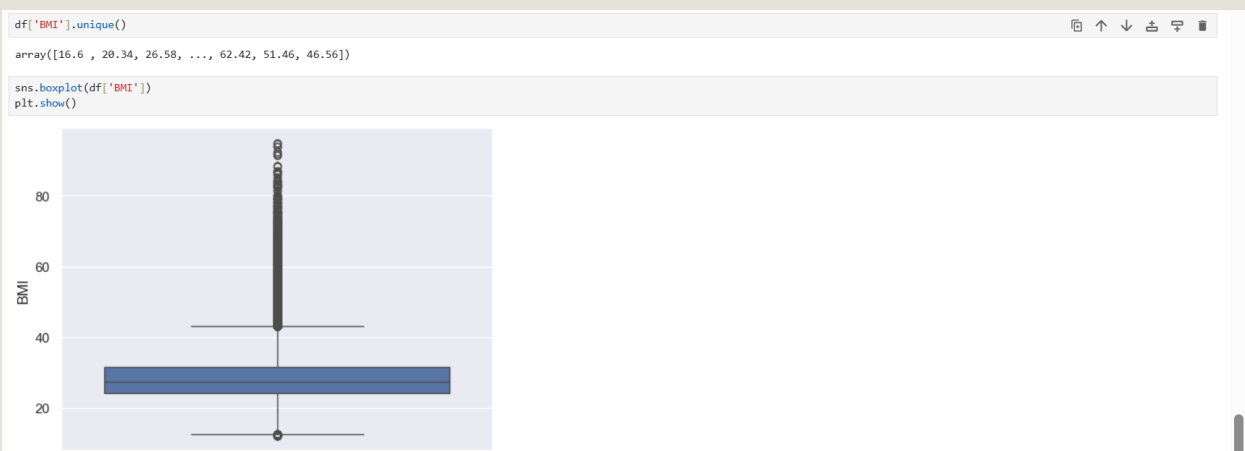 df['BMI'].unique()
array([16.6 , 20.34, 26.58, ..., 62.42, 51.46, 46.56])
sns.boxplot(df['BMI'])
plt.show()
80
60
BMI
40
20